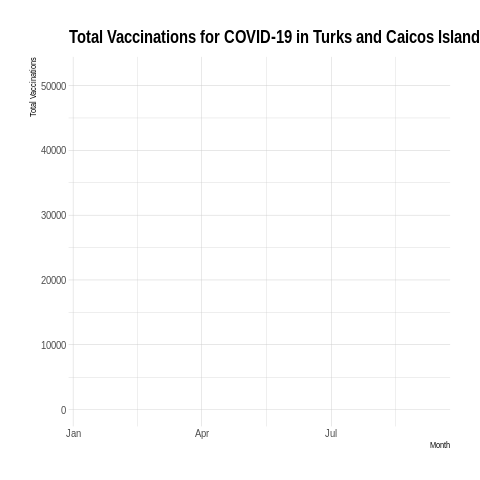 Total Vaccinations for COVID-19 in Turks and Caicos Island
Total Vaccinations
50000
40000
30000
20000
10000
0
Jan Apr Jul
Month